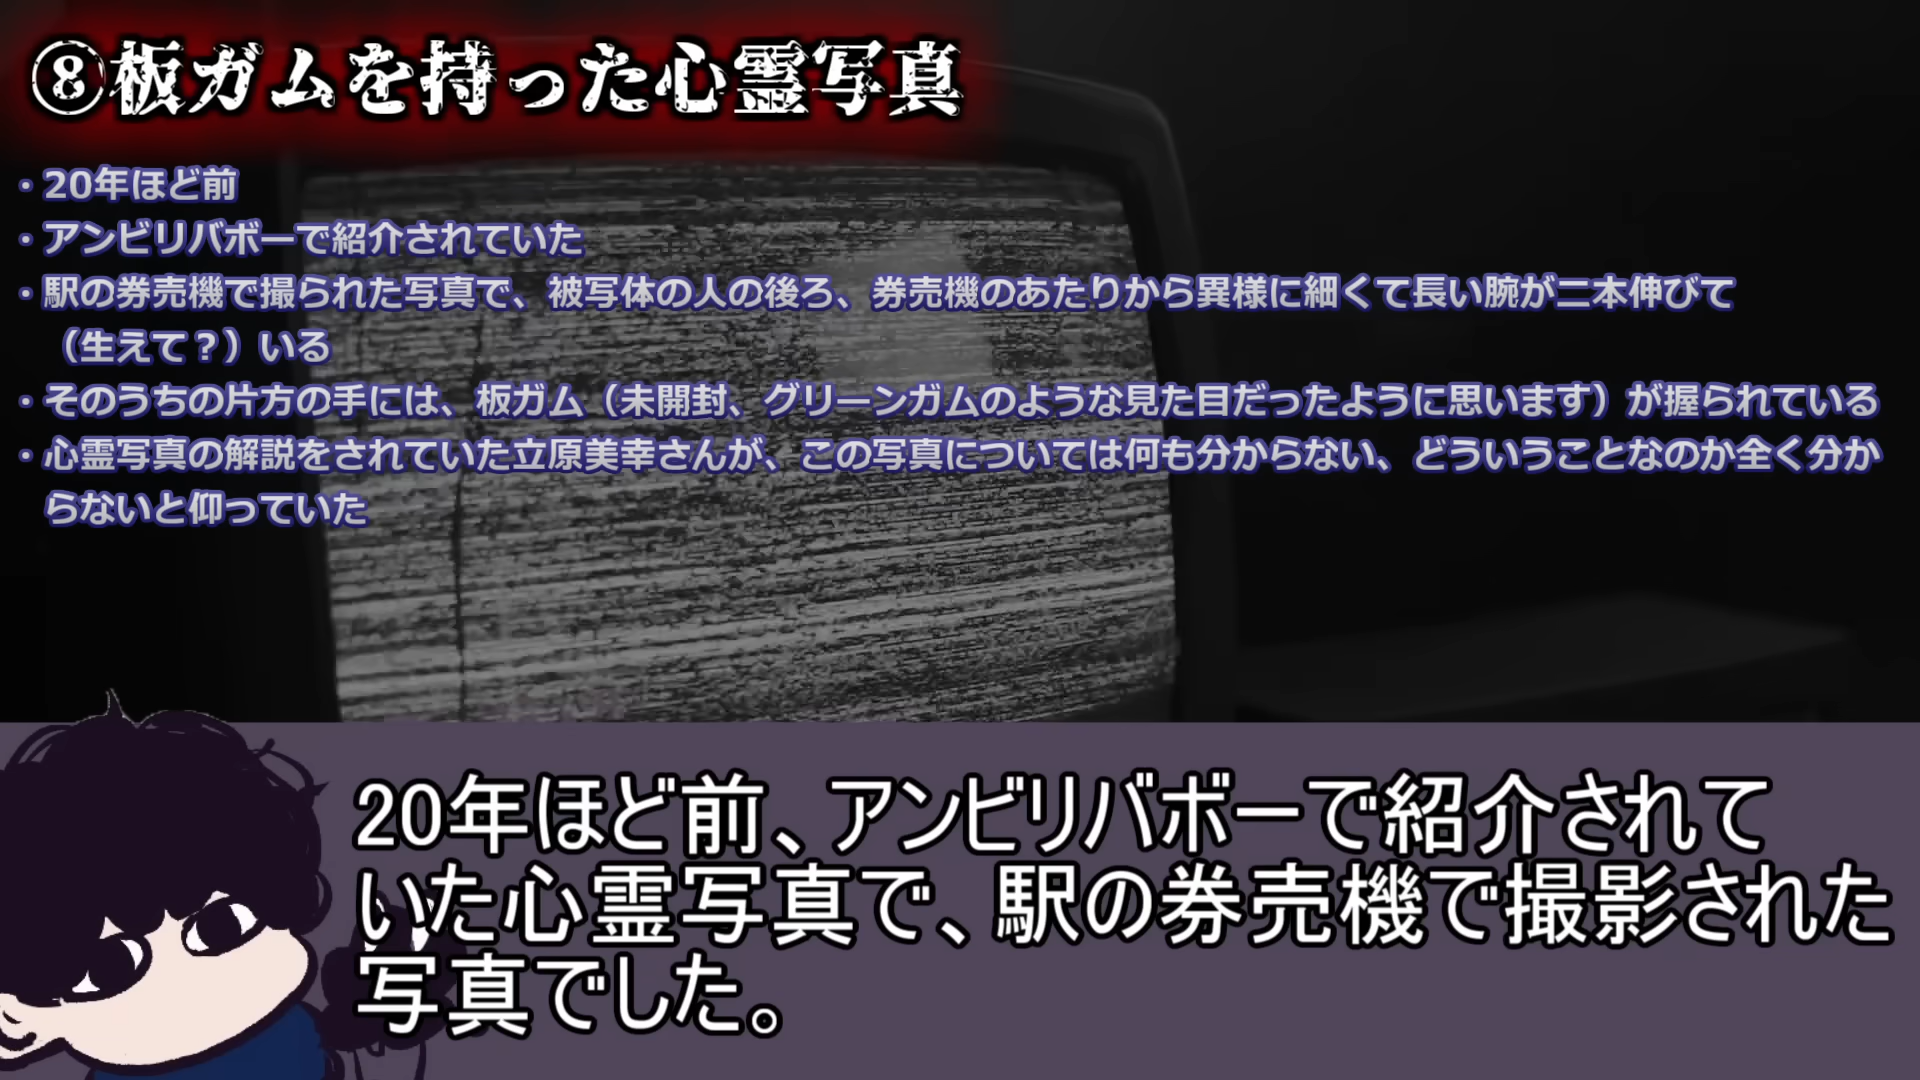 ⑧板ガムを持った心霊写真
・20年ほど前
・アンビリバボーで紹介されていた
・駅の券売機で撮られた写真で、被写体の人の後ろ、券売機のあたりから異様に細くて長い腕が二本伸びて
（生えて？）いる
・そのうちの片方の手には、板ガム（未開封、グリーンガムのような見た目だったように思います）が握られている
・心霊写真の解説をされていた立原美幸さんが、この写真については何も分からない、どういうことなのか全く分か
らないと仰っていた
20年ほど前、アンビリバボーで紹介されて
いた心霊写真で、駅の券売機で撮影された
写真でした。